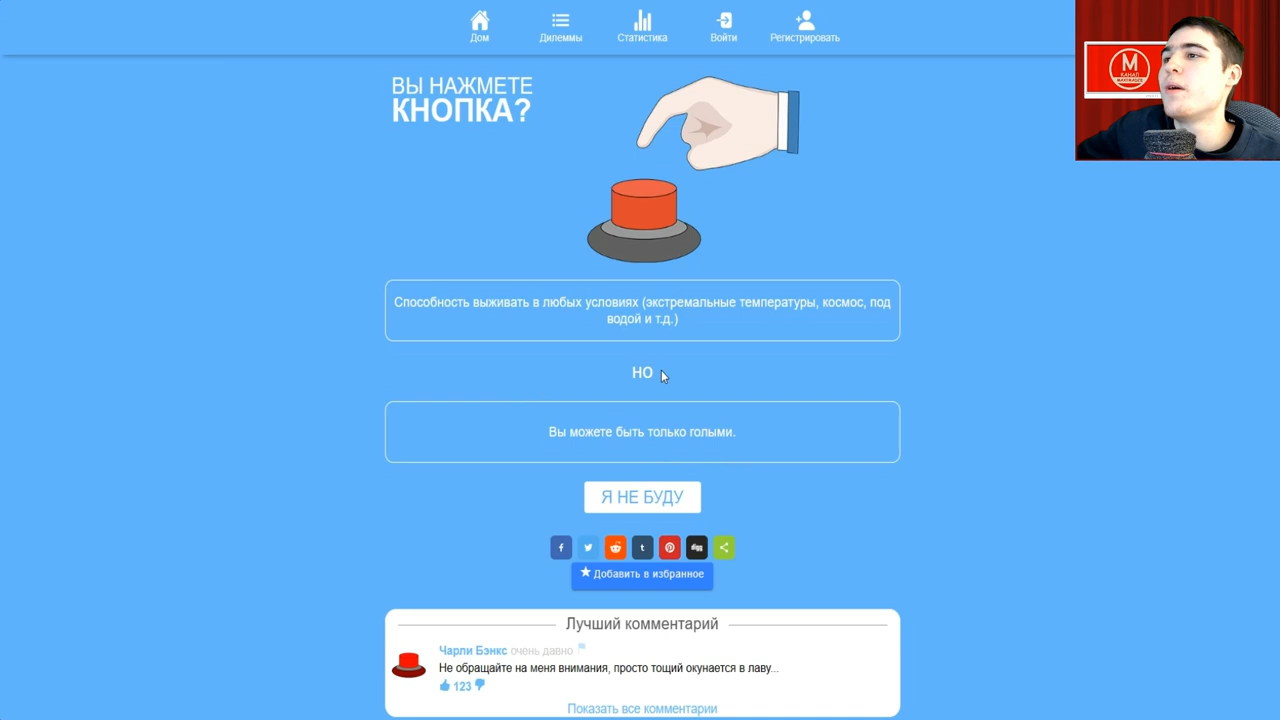 Дом
Дилеммы
Статистика
Войти
Регистрировать
ВЫ НАЖМЕТЕ
КНОПКА?
М
КАНАЛ
Способность выживать в любых условиях (экстремальные температуры, космос, под
водой и т.д.)
НО
Вы можете быть только голыми.
Я НЕ БУДУ
f
t
digg
Добавить в избранное
Лучший комментарий
Чарли Бэнкс очень давно
Не обращайте на меня внимания, просто тощий окунается в лаву...
123
Показать все комментарии